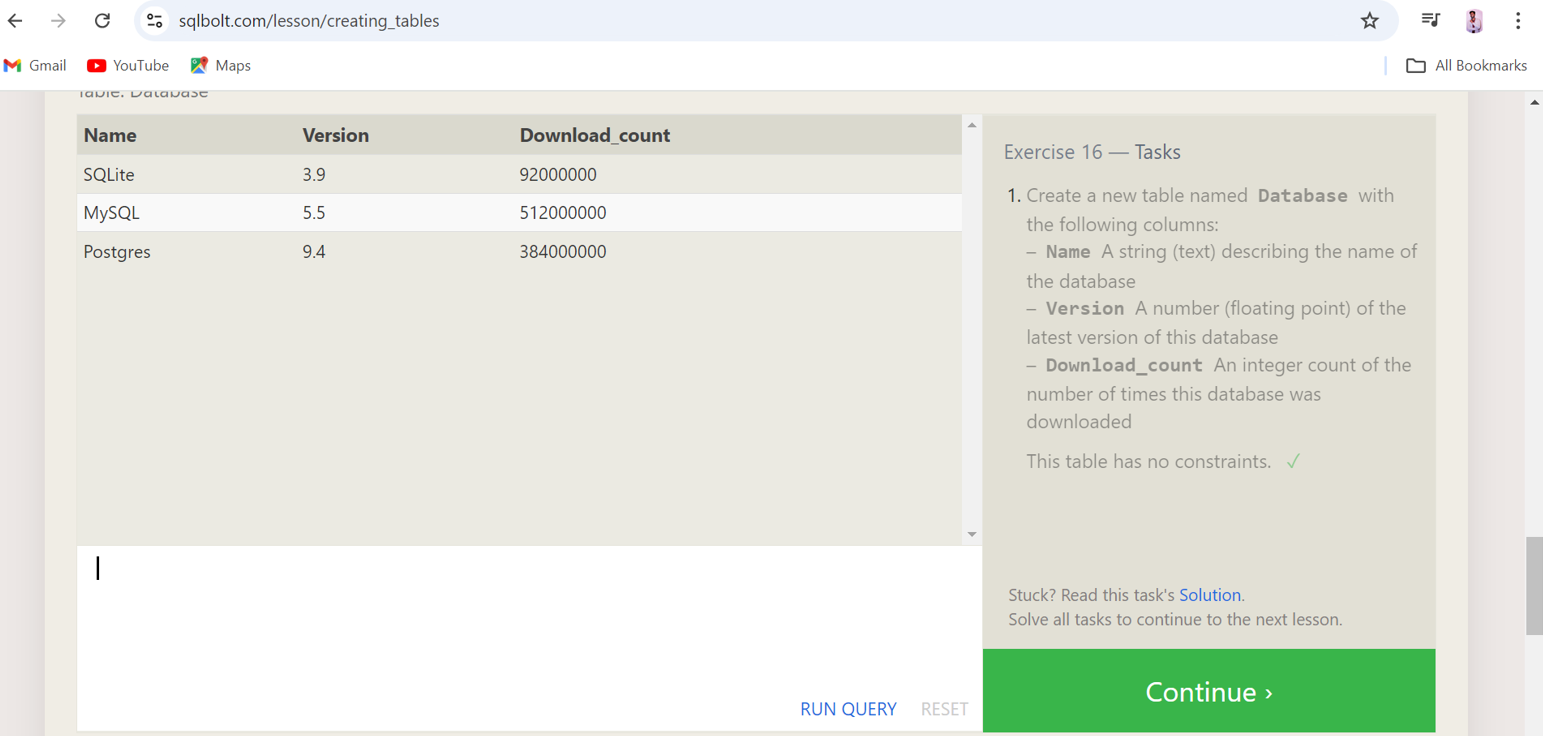 sqlbolt.com/lesson/creating_tables
Gmail YouTube Maps All Bookmarks
Table: Database
Name Version Download_count
SQLite 3.9 92000000
MySQL 5.5 512000000
Postgres 9.4 384000000
RUN QUERY RESET
Exercise 16 — Tasks
1. Create a new table named Database with
the following columns:
– Name A string (text) describing the name of
the database
– Version A number (floating point) of the
latest version of this database
– Download_count An integer count of the
number of times this database was
downloaded
This table has no constraints. ✓
Stuck? Read this task's Solution.
Solve all tasks to continue to the next lesson.
Continue ›